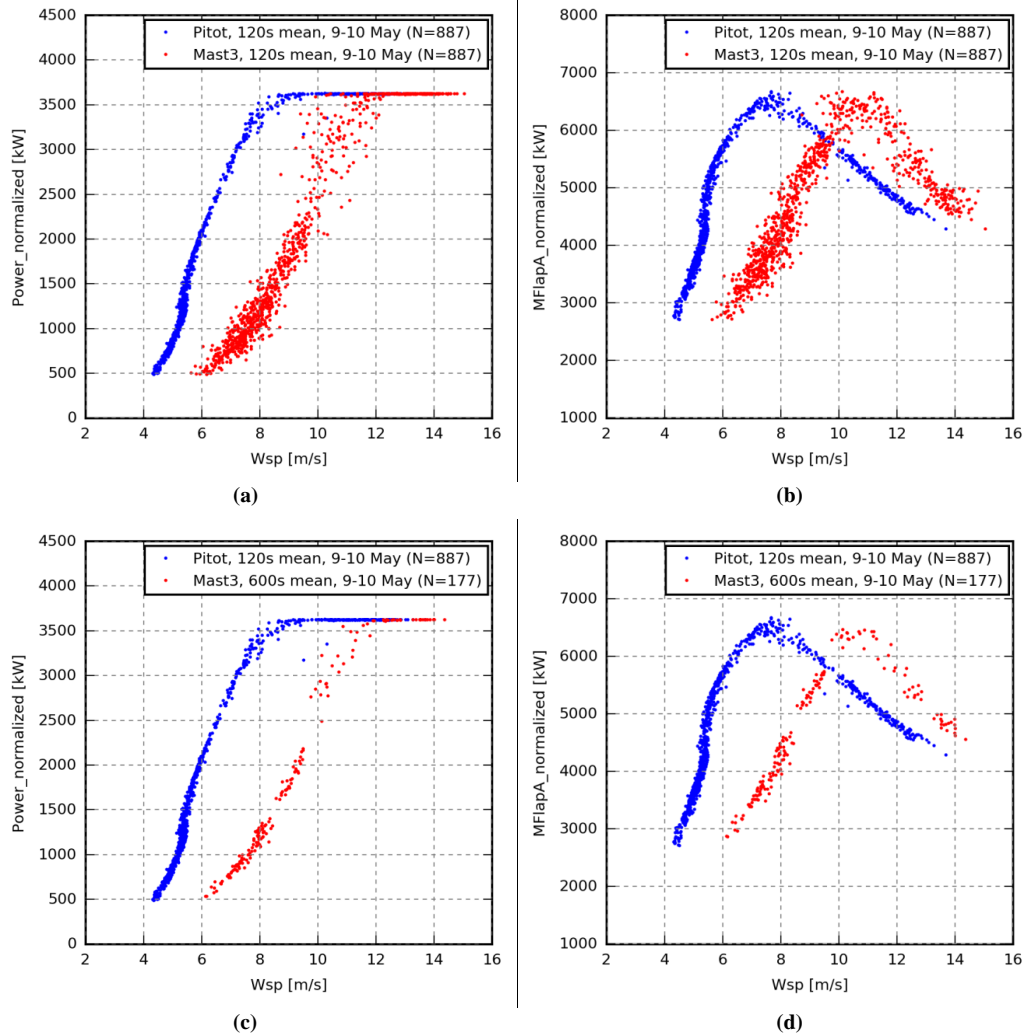 Pitot, 120s mean, 9-10 May (N=887)
Mast3, 120s mean, 9-10 May (N=887)
Power_normalized [kW]
4500
4000
3500
3000
2500
2000
1500
1000
500
0
2 4 6 8 10 12 14 16
Wsp [m/s]
(a)
Pitot, 120s mean, 9-10 May (N=887)
Mast3, 120s mean, 9-10 May (N=887)
MFlapA_normalized [kW]
8000
7000
6000
5000
4000
3000
2000
1000
2 4 6 8 10 12 14 16
Wsp [m/s]
(b)
Pitot, 120s mean, 9-10 May (N=887)
Mast3, 600s mean, 9-10 May (N=177)
Power_normalized [kW]
4500
4000
3500
3000
2500
2000
1500
1000
500
0
2 4 6 8 10 12 14 16
Wsp [m/s]
(c)
Pitot, 120s mean, 9-10 May (N=887)
Mast3, 600s mean, 9-10 May (N=177)
MFlapA_normalized [kW]
8000
7000
6000
5000
4000
3000
2000
1000
2 4 6 8 10 12 14 16
Wsp [m/s]
(d)